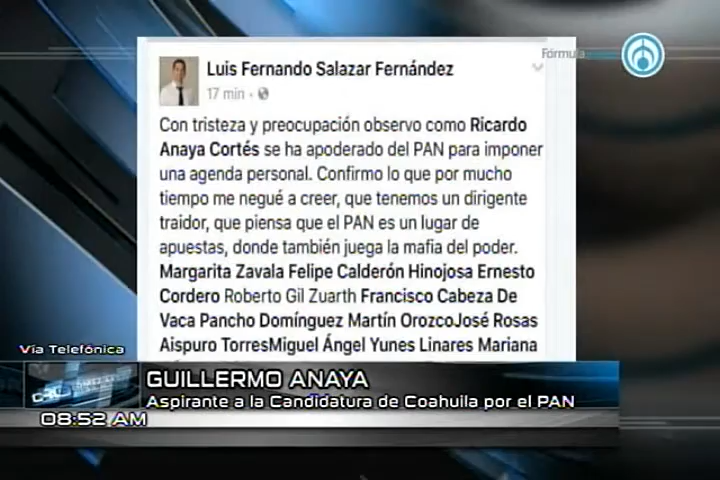 Fórmula
Luis Fernando Salazar Fernández
17 min
Con tristeza y preocupación observo como Ricardo
Anaya Cortés se ha apoderado del PAN para imponer
una agenda personal. Confirmo lo que por mucho
tiempo me negué a creer, que tenemos un dirigente
traidor, que piensa que el PAN es un lugar de
apuestas, donde también juega la mafia del poder.
Margarita Zavala Felipe Calderón Hinojosa Ernesto
Cordero Roberto Gil Zuarth Francisco Cabeza De
Vaca Pancho Domínguez Martín OrozcoJosé Rosas
Aispuro TorresMiguel Ángel Yunes Linares Mariana
Vía Telefónica
GUILLERMO ANAYA
Aspirante a la Candidatura de Coahuila por el PAN
08:52 AM